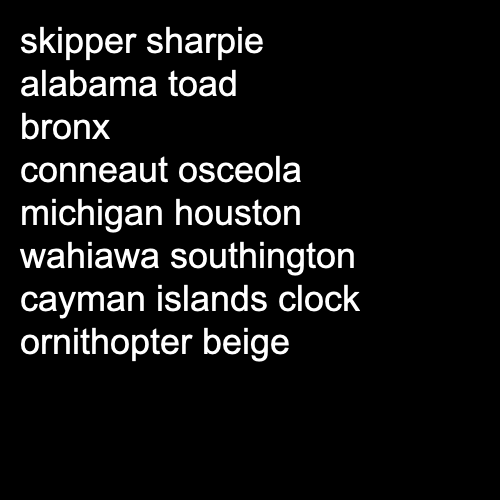 skipper sharpie
alabama toad
bronx
conneaut osceola
michigan houston
wahiawa southington
cayman islands clock
ornithopter beige